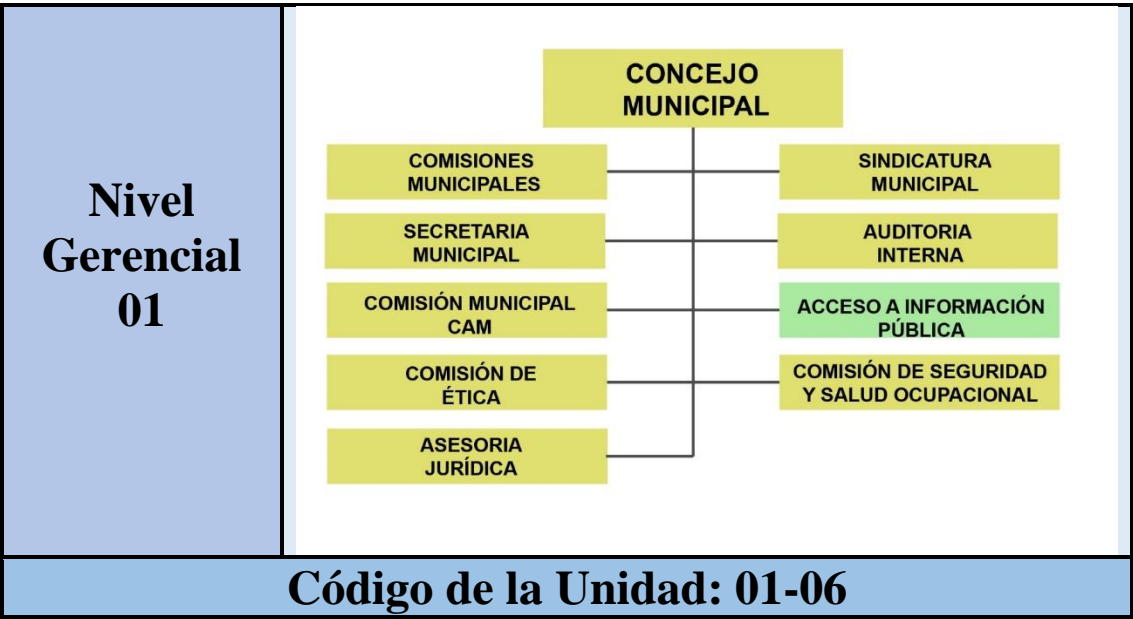 Nivel
Gerencial
01
CONCEJO
MUNICIPAL
COMISIONES
MUNICIPALES
SINDICATURA
MUNICIPAL
SECRETARIA
MUNICIPAL
AUDITORIA
INTERNA
COMISIÓN MUNICIPAL
CAM
ACCESO A INFORMACIÓN
PÚBLICA
COMISIÓN DE
ÉTICA
COMISIÓN DE SEGURIDAD
Y SALUD OCUPACIONAL
ASESORIA
JURÍDICA
Código de la Unidad: 01-06